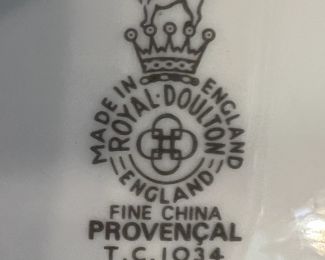 MADE IN ENGLAND
ROYAL·DOULTON
ENGLAND
FINE CHINA
PROVENÇAL
T.C.1034